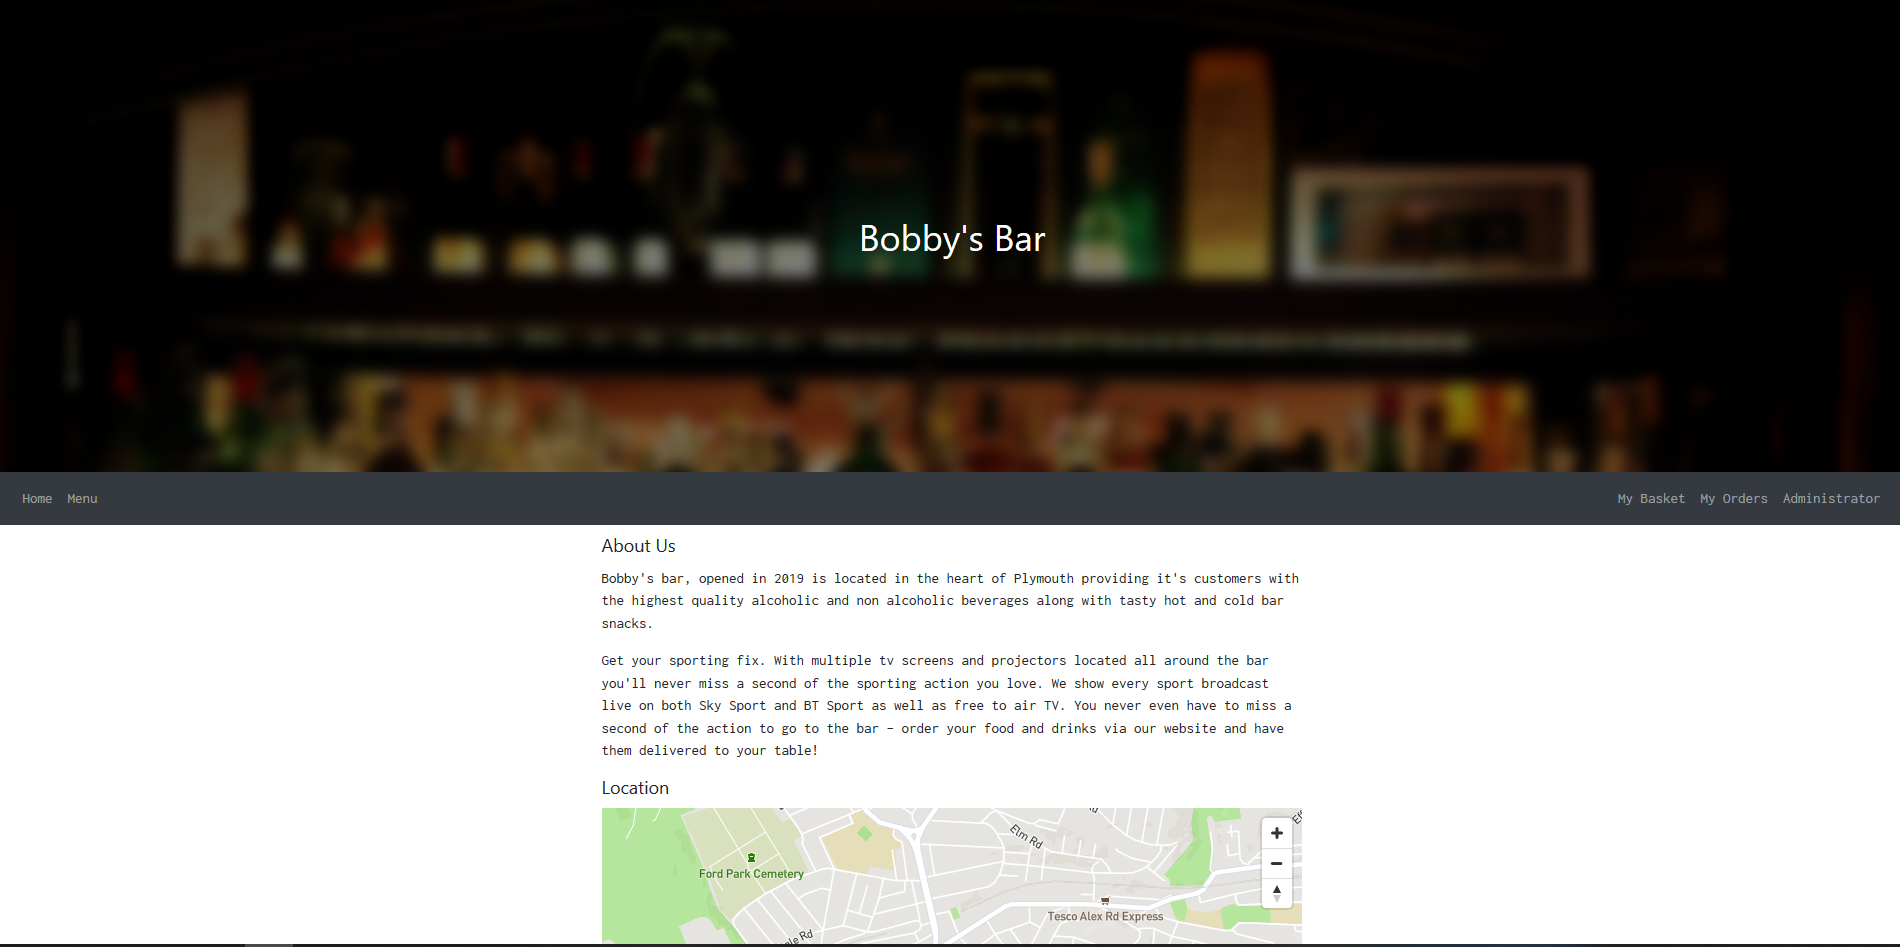 Bobby's Bar
Home Menu My Basket My Orders Administrator
About Us
Bobby's bar, opened in 2019 is located in the heart of Plymouth providing it's customers with
the highest quality alcoholic and non alcoholic beverages along with tasty hot and cold bar
snacks.
Get your sporting fix. With multiple tv screens and projectors located all around the bar
you'll never miss a second of the sporting action you love. We show every sport broadcast
live on both Sky Sport and BT Sport as well as free to air TV. You never even have to miss a
second of the action to go to the bar – order your food and drinks via our website and have
them delivered to your table!
Location
Elm Rd
Ford Park Cemetery
Tesco Alex Rd Express
Rd